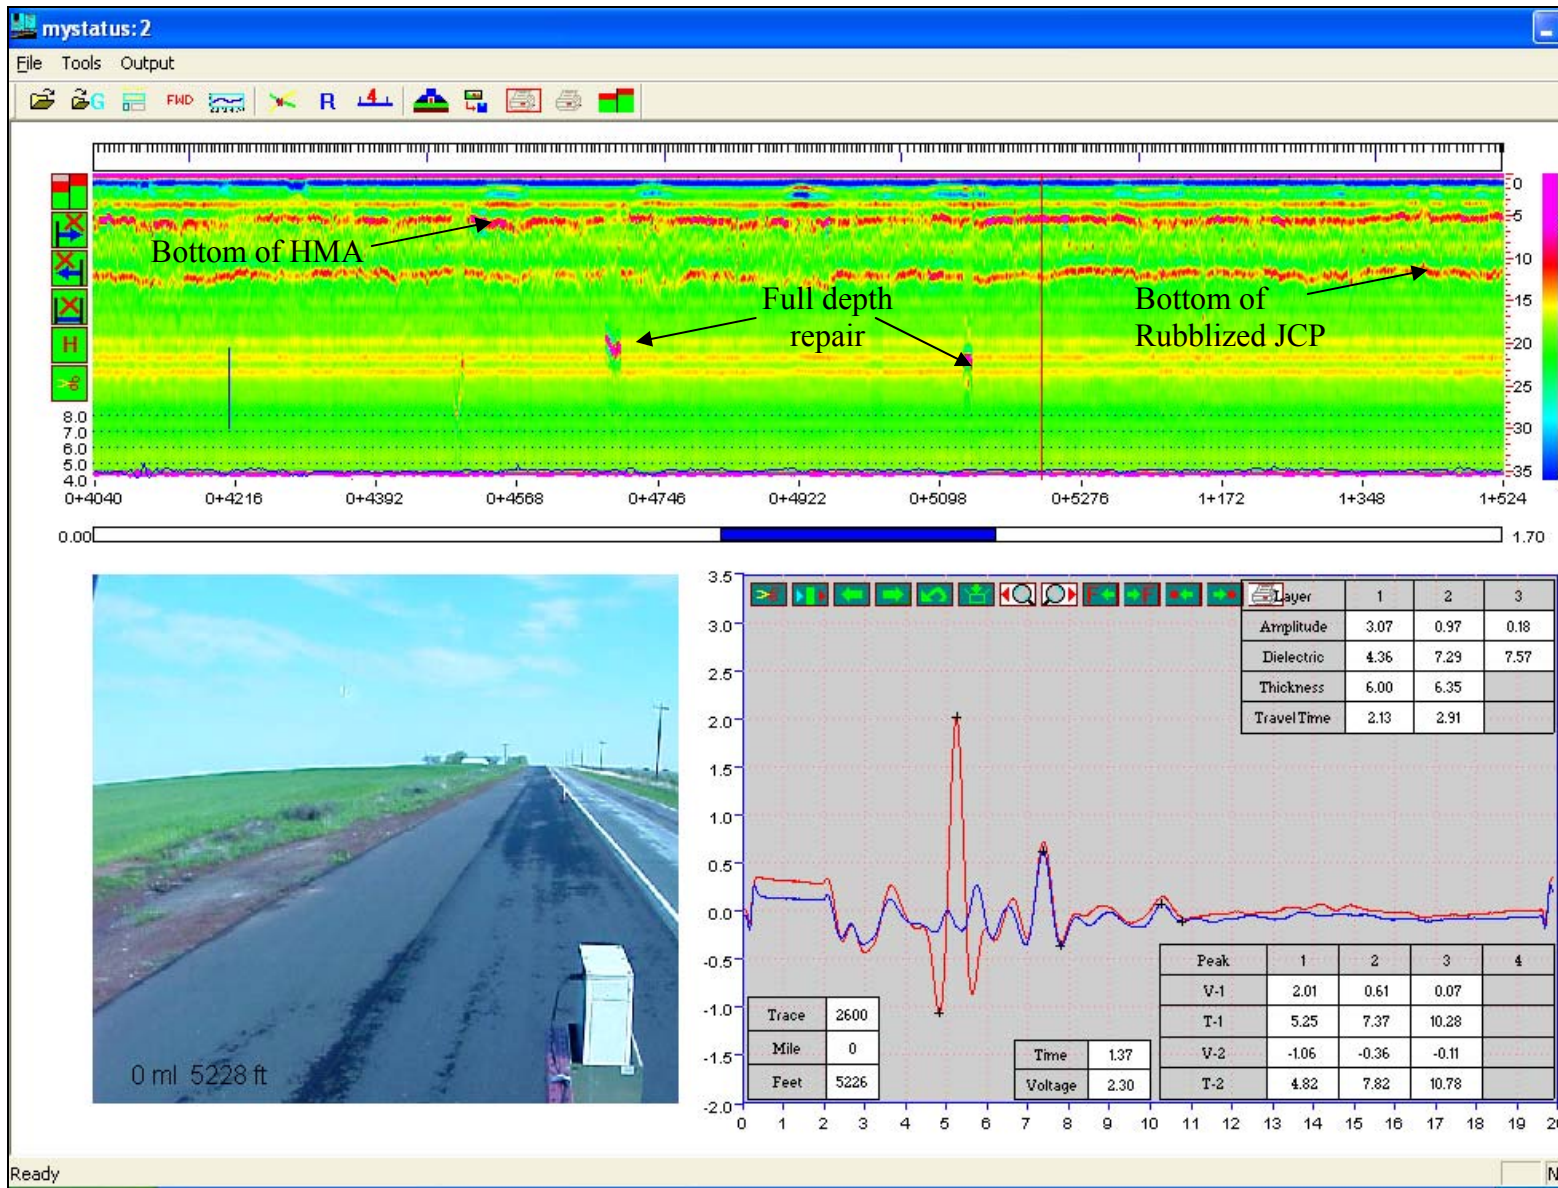 mystatus:2
File Tools Output
G FWD R 4
0
-5
-10
-15
-20
-25
-30
-35
Bottom of HMA
Full depth
repair
Bottom of
Rubblized JCP
H
8.0
7.0
6.0
5.0
4.0
0+4040 0+4216 0+4392 0+4568 0+4746 0+4922 0+5098 0+5276 1+172 1+348 1+524
0.00 1.70
0 ml 5228 ft
3.5
3.0
2.5
2.0
1.5
1.0
0.5
0.0
-0.5
-1.0
-1.5
-2.0
F F
Layer 1 2 3
Amplitude 3.07 0.97 0.18
Dielectric 4.36 7.29 7.57
Thickness 6.00 6.35
Travel Time 2.13 2.91
Trace 2600
Mile 0
Feet 5226
Time 1.37
Voltage 2.30
Peak 1 2 3 4
V-1 2.01 0.61 0.07
T-1 5.25 7.37 10.28
V-2 -1.06 -0.36 -0.11
T-2 4.82 7.82 10.78
0 1 2 3 4 5 6 7 8 9 10 11 12 13 14 15 16 17 18 19
Ready